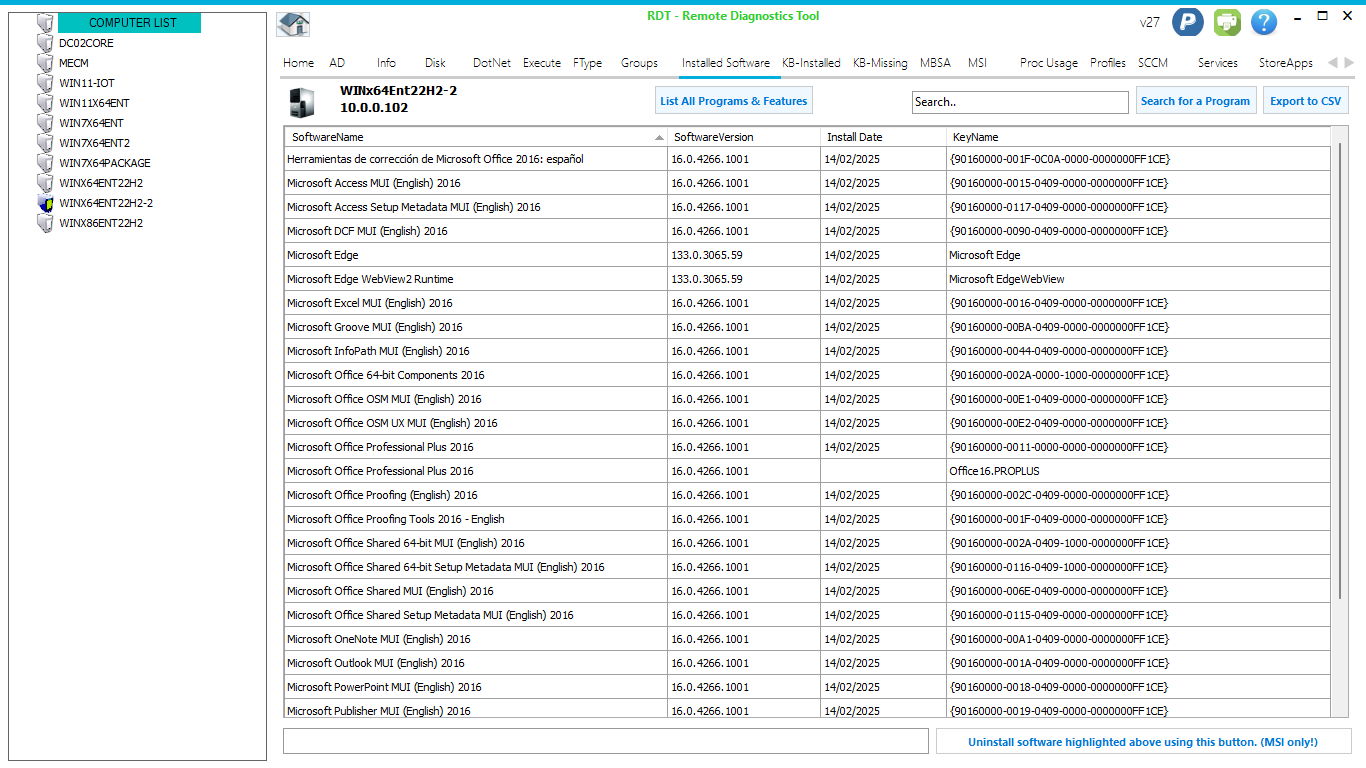 RDT - Remote Diagnostics Tool
v27
COMPUTER LIST
DC02CORE
MECM
WIN11-IOT
WIN11X64ENT
WIN7X64ENT
WIN7X64ENT2
WIN7X64PACKAGE
WINX64ENT22H2
WINX64ENT22H2-2
WINX86ENT22H2
Home AD Info Disk DotNet Execute FType Groups Installed Software KB-Installed KB-Missing MBSA MSI Proc Usage Profiles SCCM Services StoreApps
WINx64Ent22H2-2
10.0.0.102
List All Programs & Features
Search..
Search for a Program
Export to CSV
SoftwareName SoftwareVersion Install Date KeyName
Herramientas de corrección de Microsoft Office 2016: español 16.0.4266.1001 14/02/2025 {90160000-001F-0C0A-0000-0000000FF1CE}
Microsoft Access MUI (English) 2016 16.0.4266.1001 14/02/2025 {90160000-0015-0409-0000-0000000FF1CE}
Microsoft Access Setup Metadata MUI (English) 2016 16.0.4266.1001 14/02/2025 {90160000-0117-0409-0000-0000000FF1CE}
Microsoft DCF MUI (English) 2016 16.0.4266.1001 14/02/2025 {90160000-0090-0409-0000-0000000FF1CE}
Microsoft Edge 133.0.3065.59 14/02/2025 Microsoft Edge
Microsoft Edge WebView2 Runtime 133.0.3065.59 14/02/2025 Microsoft EdgeWebView
Microsoft Excel MUI (English) 2016 16.0.4266.1001 14/02/2025 {90160000-0016-0409-0000-0000000FF1CE}
Microsoft Groove MUI (English) 2016 16.0.4266.1001 14/02/2025 {90160000-00BA-0409-0000-0000000FF1CE}
Microsoft InfoPath MUI (English) 2016 16.0.4266.1001 14/02/2025 {90160000-0044-0409-0000-0000000FF1CE}
Microsoft Office 64-bit Components 2016 16.0.4266.1001 14/02/2025 {90160000-002A-0000-1000-0000000FF1CE}
Microsoft Office OSM MUI (English) 2016 16.0.4266.1001 14/02/2025 {90160000-00E1-0409-0000-0000000FF1CE}
Microsoft Office OSM UX MUI (English) 2016 16.0.4266.1001 14/02/2025 {90160000-00E2-0409-0000-0000000FF1CE}
Microsoft Office Professional Plus 2016 16.0.4266.1001 14/02/2025 {90160000-0011-0000-0000-0000000FF1CE}
Microsoft Office Professional Plus 2016 16.0.4266.1001 Office16.PROPLUS
Microsoft Office Proofing (English) 2016 16.0.4266.1001 14/02/2025 {90160000-002C-0409-0000-0000000FF1CE}
Microsoft Office Proofing Tools 2016 - English 16.0.4266.1001 14/02/2025 {90160000-001F-0409-0000-0000000FF1CE}
Microsoft Office Shared 64-bit MUI (English) 2016 16.0.4266.1001 14/02/2025 {90160000-002A-0409-1000-0000000FF1CE}
Microsoft Office Shared 64-bit Setup Metadata MUI (English) 2016 16.0.4266.1001 14/02/2025 {90160000-0116-0409-1000-0000000FF1CE}
Microsoft Office Shared MUI (English) 2016 16.0.4266.1001 14/02/2025 {90160000-006E-0409-0000-0000000FF1CE}
Microsoft Office Shared Setup Metadata MUI (English) 2016 16.0.4266.1001 14/02/2025 {90160000-0115-0409-0000-0000000FF1CE}
Microsoft OneNote MUI (English) 2016 16.0.4266.1001 14/02/2025 {90160000-00A1-0409-0000-0000000FF1CE}
Microsoft Outlook MUI (English) 2016 16.0.4266.1001 14/02/2025 {90160000-001A-0409-0000-0000000FF1CE}
Microsoft PowerPoint MUI (English) 2016 16.0.4266.1001 14/02/2025 {90160000-0018-0409-0000-0000000FF1CE}
Microsoft Publisher MUI (English) 2016 16.0.4266.1001 14/02/2025 {90160000-0019-0409-0000-0000000FF1CE}
Uninstall software highlighted above using this button. (MSI only!)